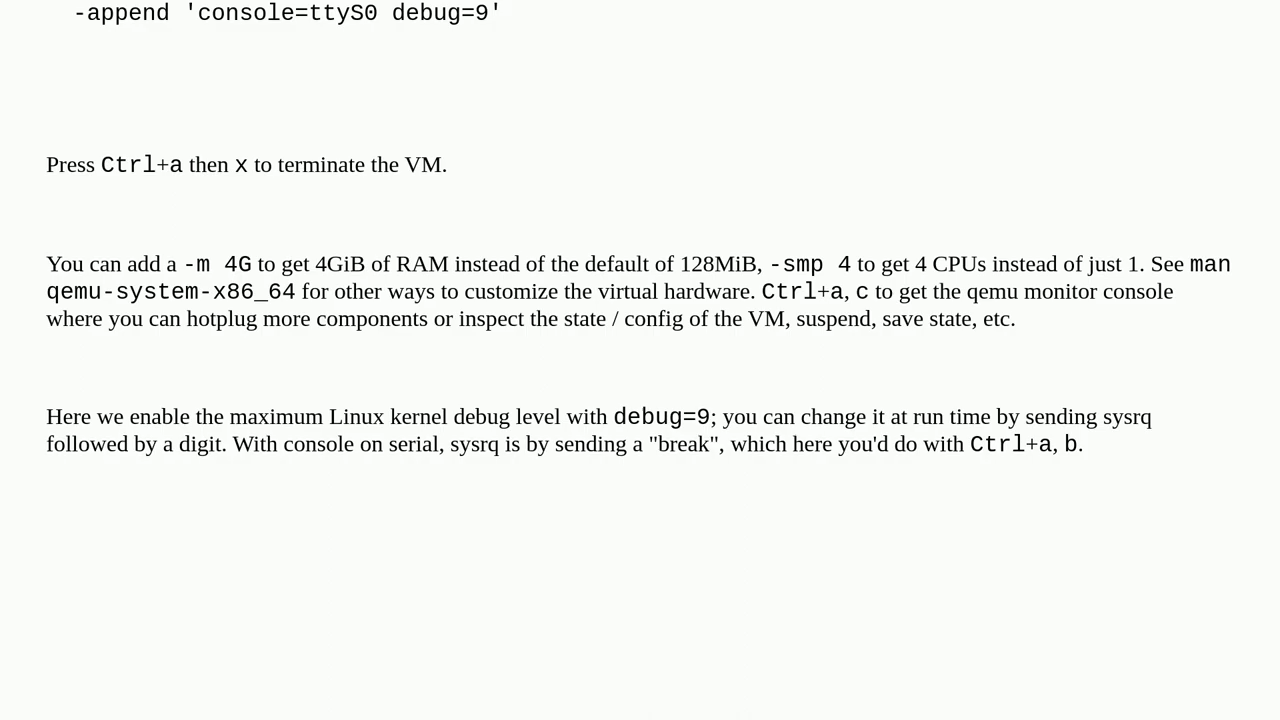 -append 'console=ttyS0 debug=9'
Press Ctrl+a then x to terminate the VM.
You can add a -m 4G to get 4GiB of RAM instead of the default of 128MiB, -smp 4 to get 4 CPUs instead of just 1. See man
qemu-system-x86_64 for other ways to customize the virtual hardware. Ctrl+a, c to get the qemu monitor console
where you can hotplug more components or inspect the state / config of the VM, suspend, save state, etc.
Here we enable the maximum Linux kernel debug level with debug=9; you can change it at run time by sending sysrq
followed by a digit. With console on serial, sysrq is by sending a "break", which here you'd do with Ctrl+a, b.